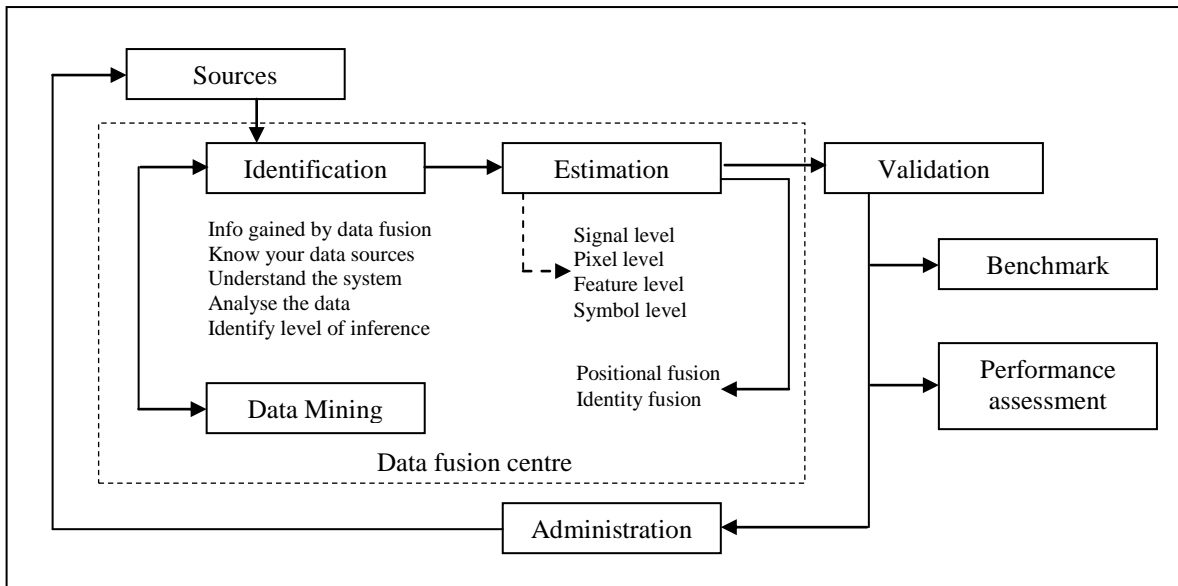 Sources
Identification
Estimation
Validation
Info gained by data fusion
Know your data sources
Understand the system
Analyse the data
Identify level of inference
Signal level
Pixel level
Feature level
Symbol level
Benchmark
Positional fusion
Identity fusion
Performance
assessment
Data Mining
Data fusion centre
Administration